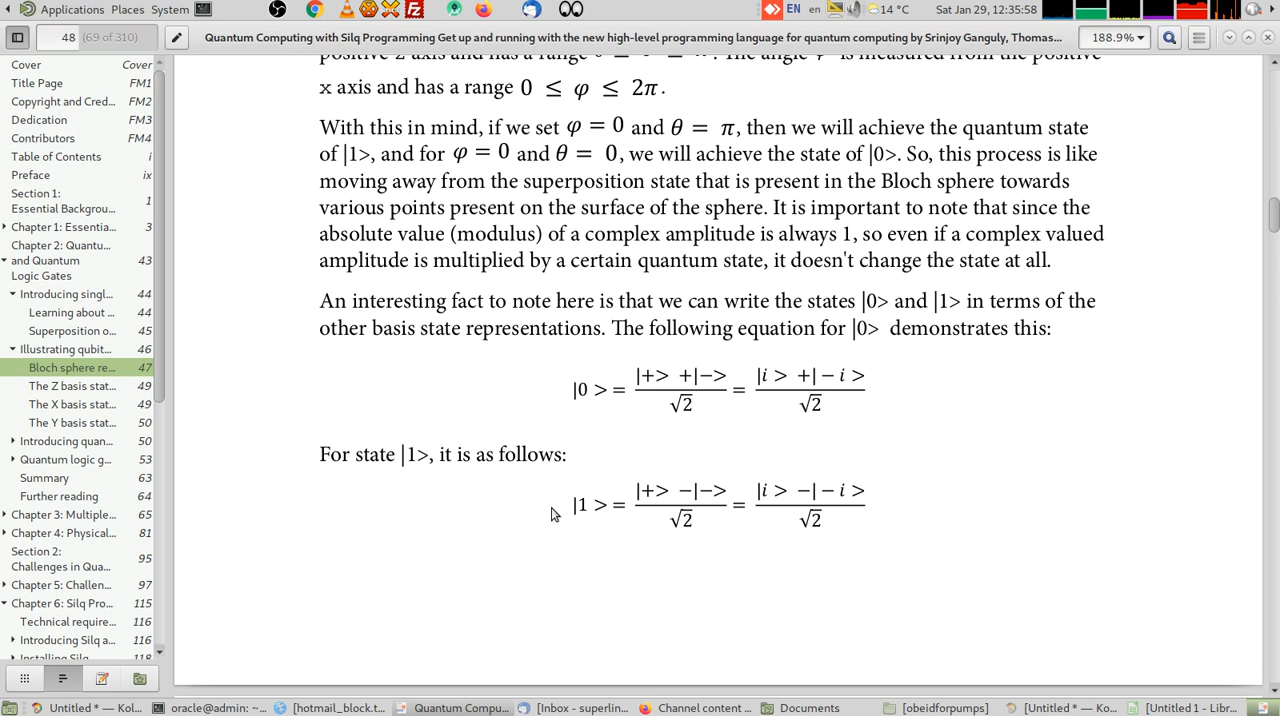 Applications Places System EN en 14 °C Sat Jan 29, 12:35:58
48 (69 of 310) Quantum Computing with Silq Programming Get up and running with the new high-level programming language for quantum computing by Srinjoy Ganguly, Thomas... 188.9%
Cover Cover
Title Page FM1
Copyright and Cred... FM2
Dedication FM3
Contributors FM4
Table of Contents i
Preface ix
Section 1:
Essential Backgrou... 1
Chapter 1: Essentia... 3
Chapter 2: Quantu...
and Quantum 43
Logic Gates
Introducing singl... 44
Learning about ... 44
Superposition o... 45
Illustrating qubit... 46
Bloch sphere re... 47
The Z basis stat... 49
The X basis stat... 49
The Y basis stat... 50
Introducing quan... 50
Quantum logic g... 53
Summary 63
Further reading 64
Chapter 3: Multiple... 65
Chapter 4: Physical... 81
Section 2:
Challenges in Qua... 95
Chapter 5: Challen... 97
Chapter 6: Silq Pro... 115
Technical require... 116
Introducing Silq a... 116
Installing Silq 118
x axis and has a range 0 ≤ φ ≤ 2π.
With this in mind, if we set φ = 0 and θ = π, then we will achieve the quantum state
of |1>, and for φ = 0 and θ = 0, we will achieve the state of |0>. So, this process is like
moving away from the superposition state that is present in the Bloch sphere towards
various points present on the surface of the sphere. It is important to note that since the
absolute value (modulus) of a complex amplitude is always 1, so even if a complex valued
amplitude is multiplied by a certain quantum state, it doesn't change the state at all.
An interesting fact to note here is that we can write the states |0> and |1> in terms of the
other basis state representations. The following equation for |0> demonstrates this:
|0 > = |+> +|−> / √2 = |i > +| − i > / √2
For state |1>, it is as follows:
|1 > = |+> −|−> / √2 = |i > −| − i > / √2
Untitled * — Kol... oracle@admin: ~... [hotmail_block.t... Quantum Compu... [Inbox - superlin... Channel content ... Documents [obeidforpumps] [Untitled * — Ko... [Untitled 1 - Libr...